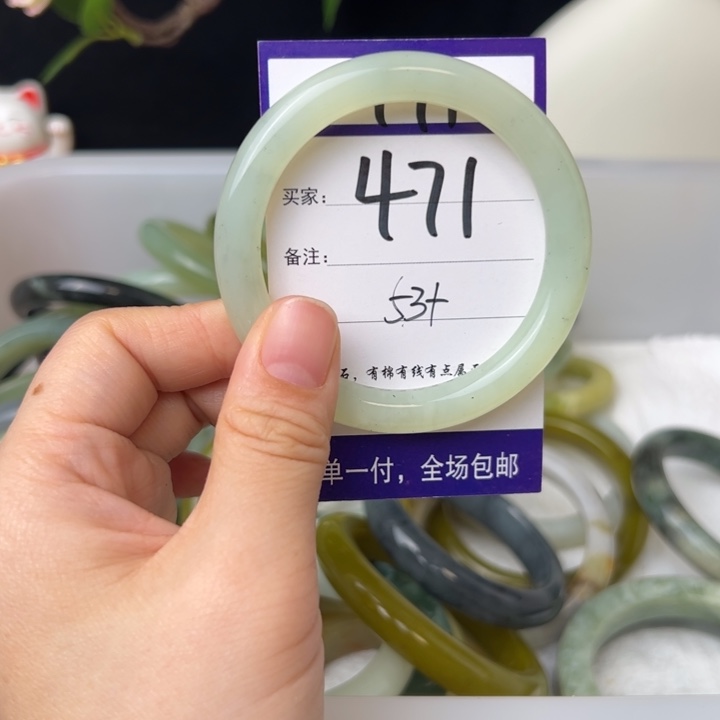 买家: 471
备注:
53+
石，有棉有线有点属
单一付，全场包邮